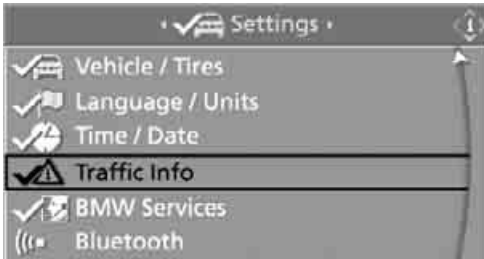 Settings
Vehicle / Tires
Language / Units
Time / Date
Traffic Info
BMW Services
Bluetooth